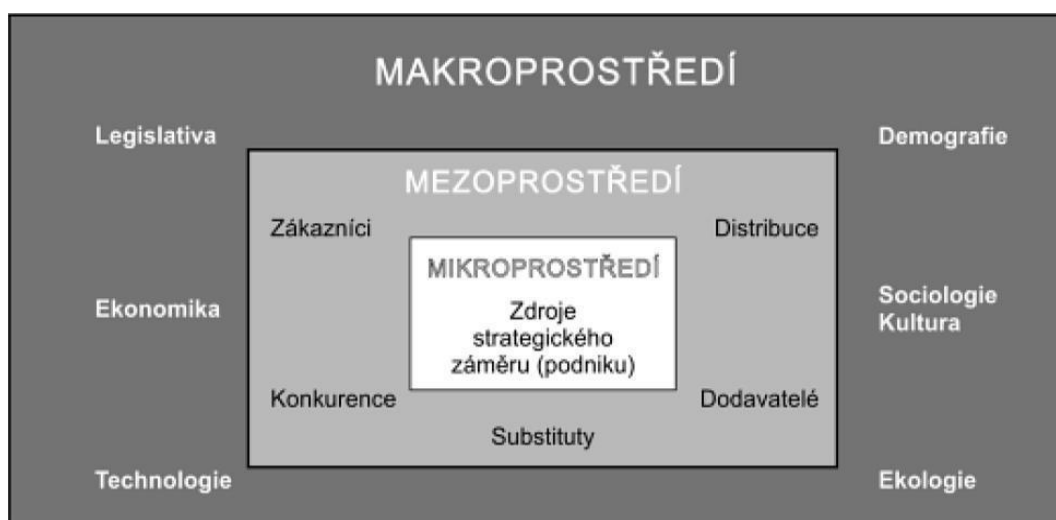 MAKROPROSTŘEDÍ
Legislativa
Demografie
MEZOPROSTŘEDÍ
Zákazníci
Distribuce
MIKROPROSTŘEDÍ
Zdroje
strategického
záměru (podniku)
Ekonomika
Sociologie
Kultura
Konkurence
Dodavatelé
Substituty
Technologie
Ekologie